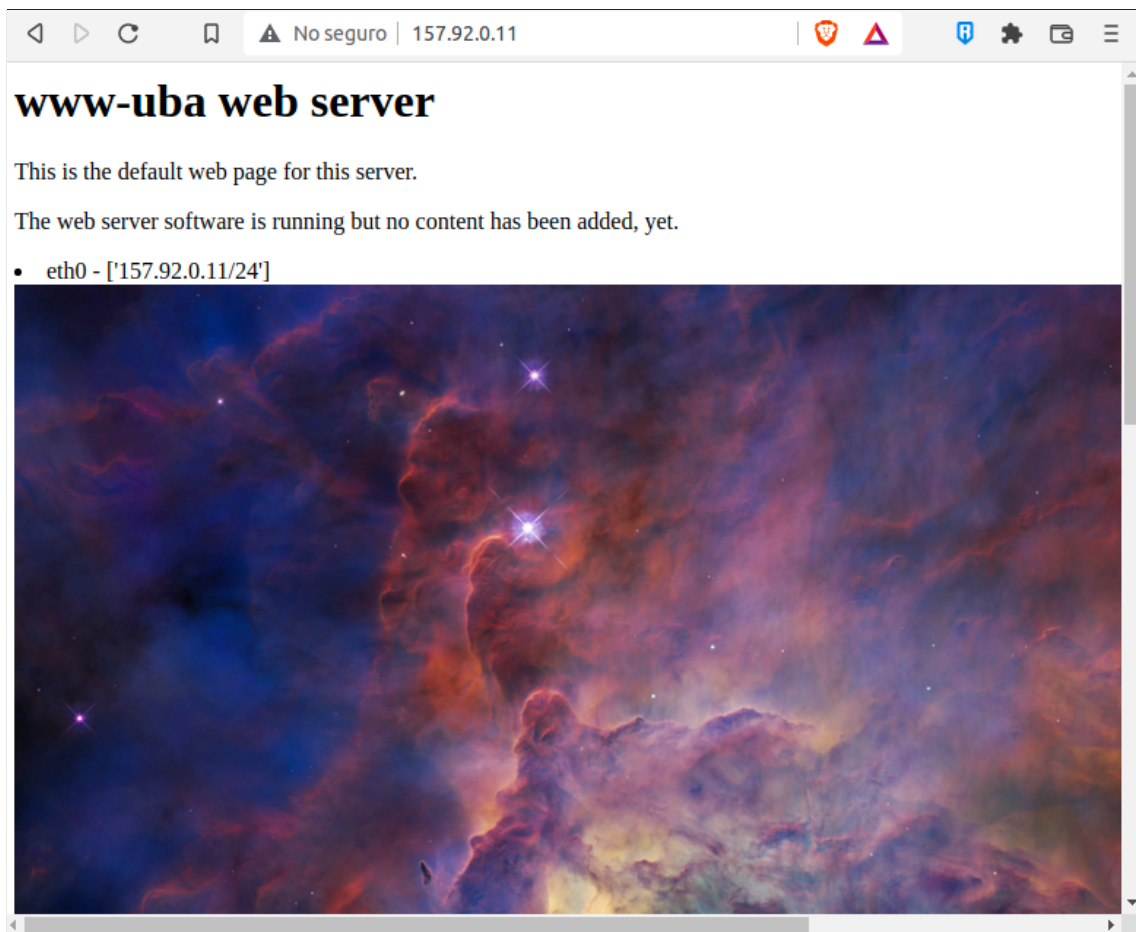 No seguro 157.92.0.11
www-uba web server
This is the default web page for this server.
The web server software is running but no content has been added, yet.
eth0 - ['157.92.0.11/24']